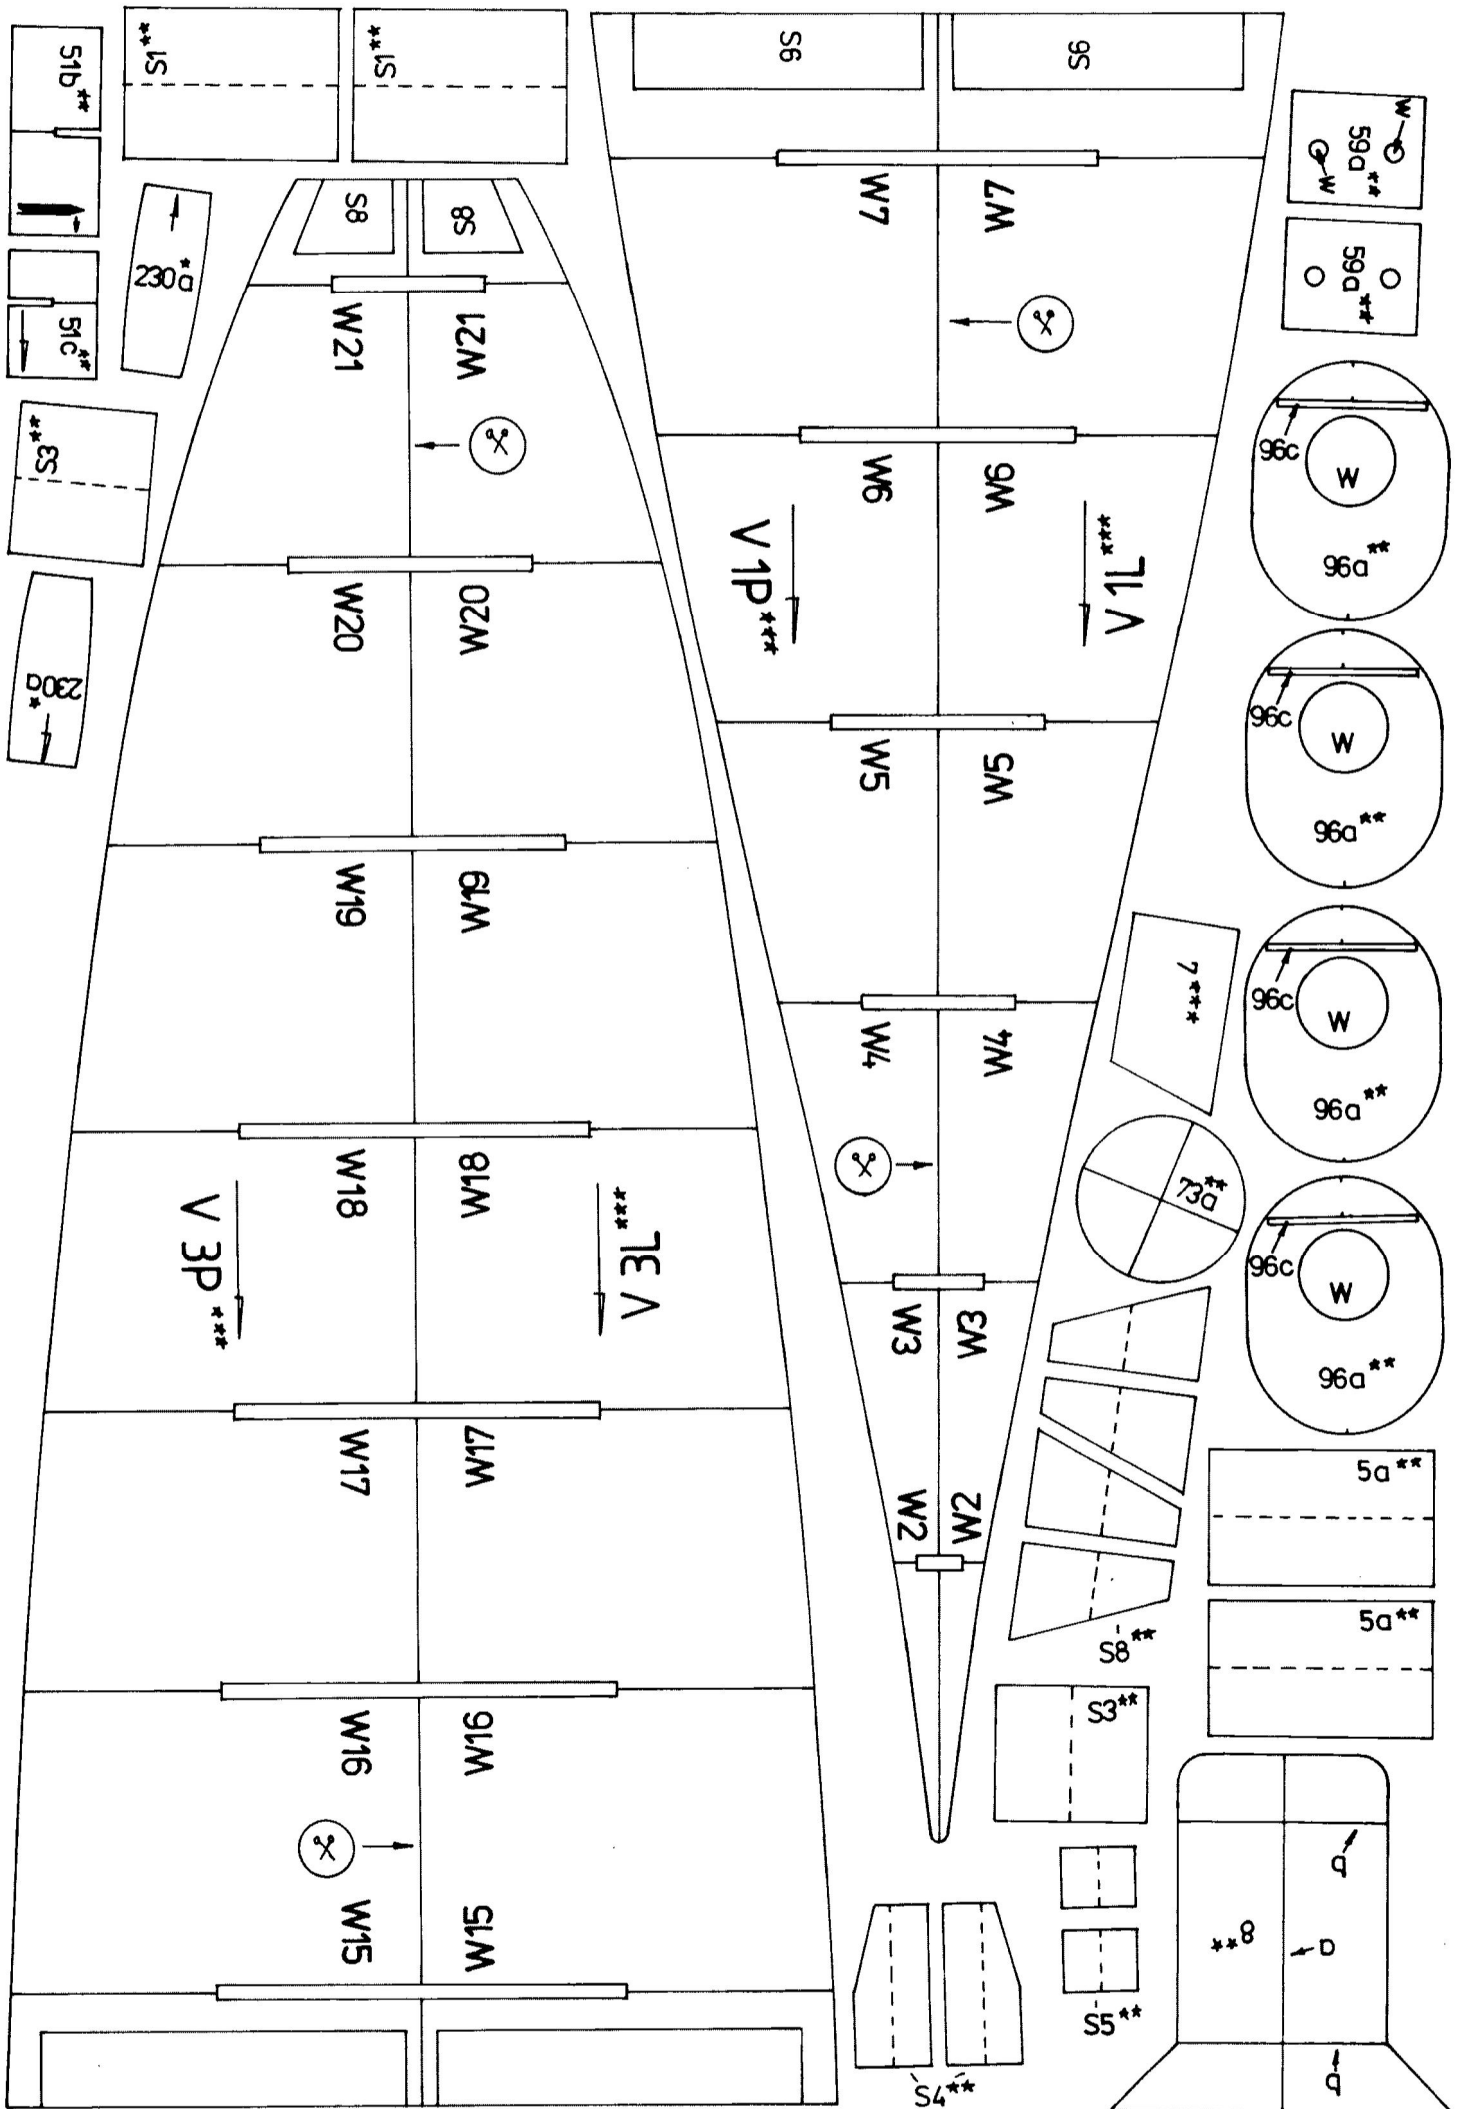 51b**
S1**
S1**
S6
S6
W
59a**
W
W7
W7
S8
S8
230a*
59a**
51c**
W21
W21
S3**
96c
W
W6
W6
96a**
V 1P***
V 1L***
W20
W20
230a*
96c
W
W5
W5
96a**
W19
W19
7***
96c
W
W4
W4
96a**
W18
W18
73a**
V 3P***
V 3L***
96c
W
W3
W3
96a**
W17
W17
5a**
W2
W2
5a**
S8**
S3**
W16
W16
b
W15
W15
8**
a
S5**
b
S4**